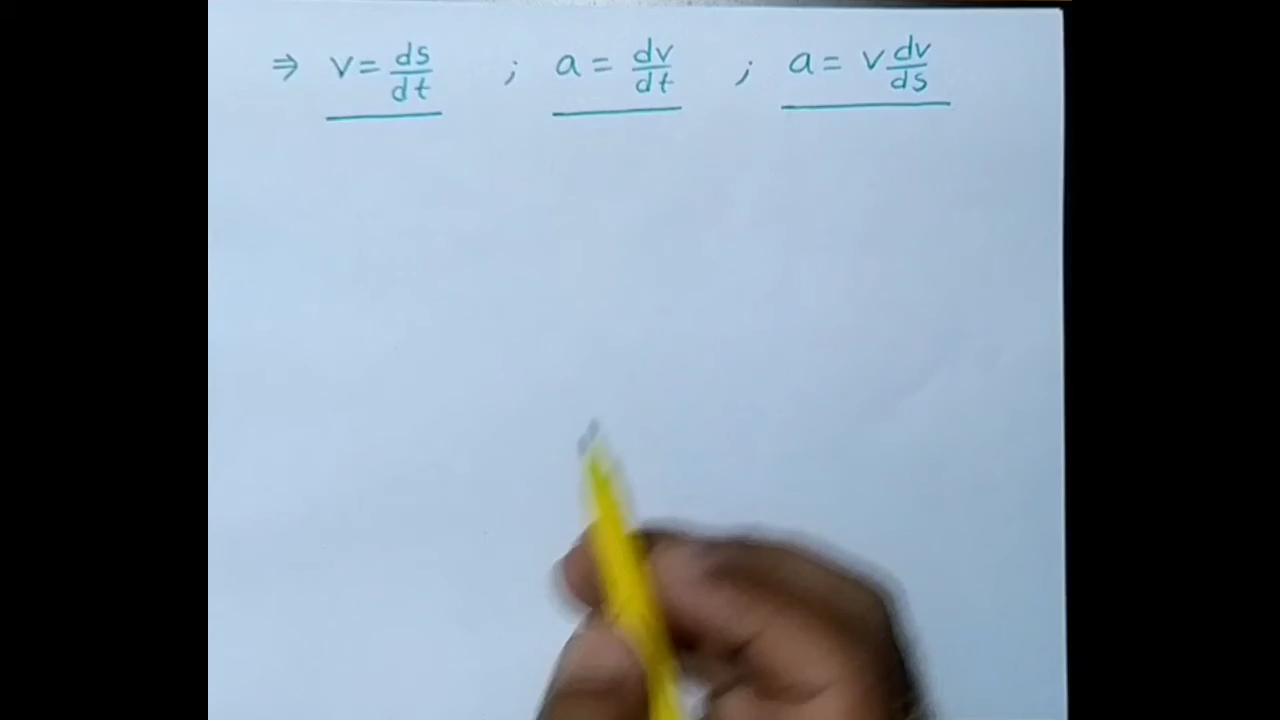 ⇒ v = ds/dt ; a = dv/dt ; a = v dv/ds